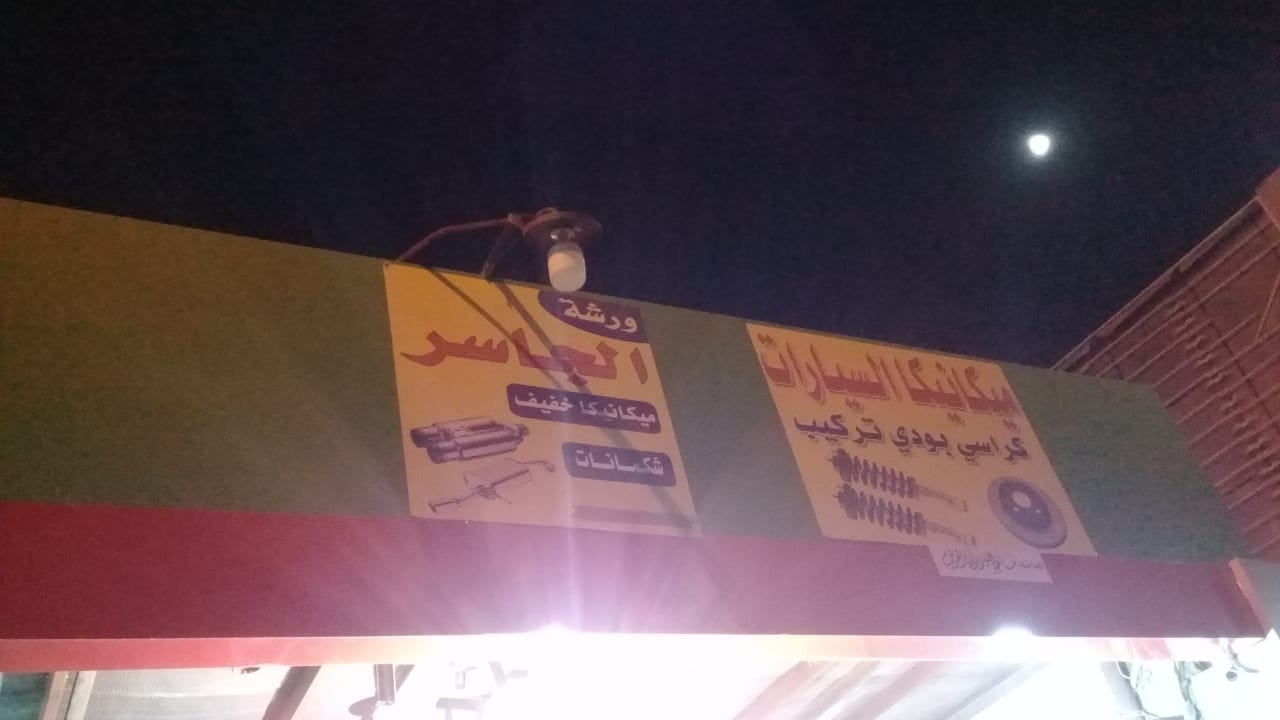 ورشة
الجاسر
ميكانيكا خفيف
شكمانات
ميكانيكا السيارات
كراسي بودي تركيب